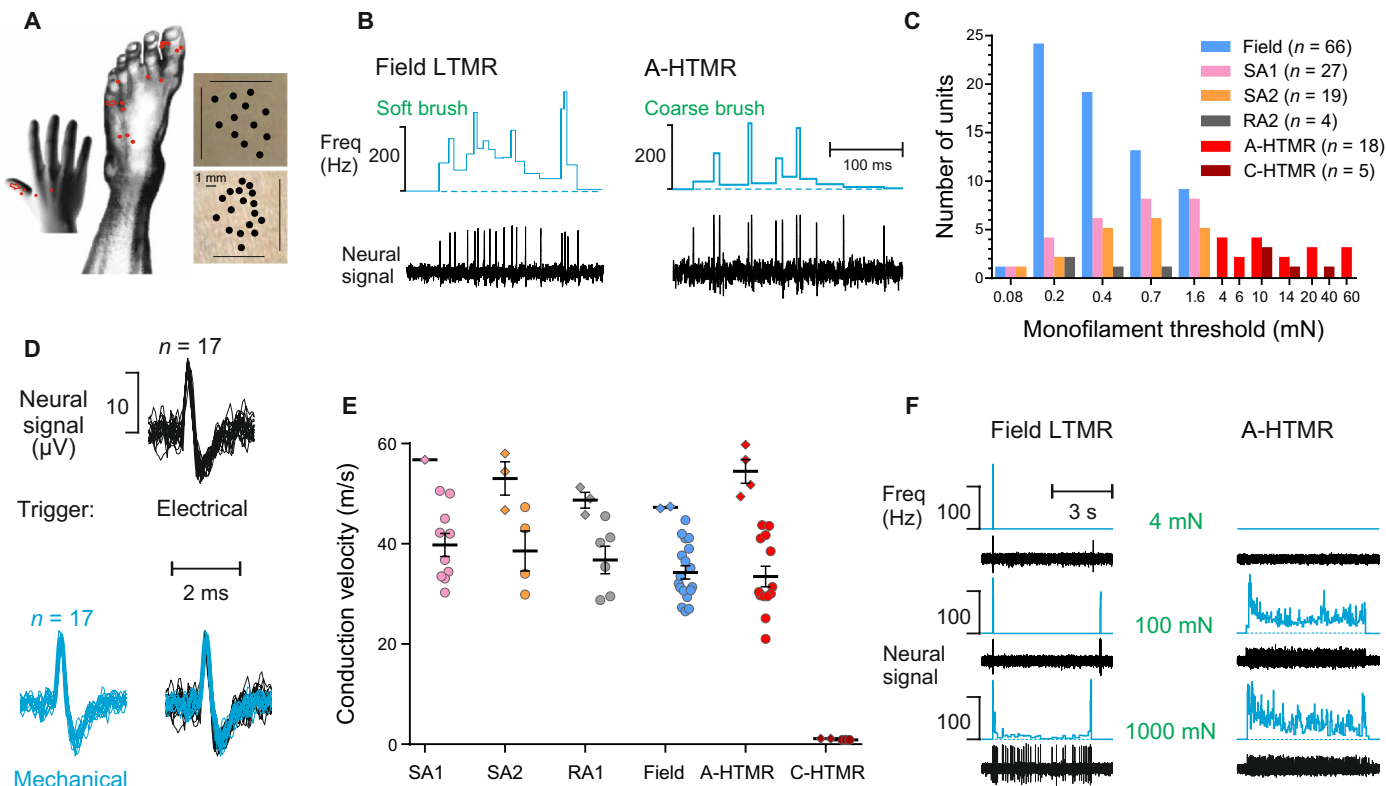 A
1 mm
B
Field LTMR
A-HTMR
Soft brush
Coarse brush
Freq
(Hz)
200
200
100 ms
Neural
signal
C
25
20
15
10
5
0
Number of units
Field (n = 66)
SA1 (n = 27)
SA2 (n = 19)
RA2 (n = 4)
A-HTMR (n = 18)
C-HTMR (n = 5)
0.08 0.2 0.4 0.7 1.6 4 6 10 14 20 40 60
Monofilament threshold (mN)
D
n = 17
Neural
signal
(µV)
10
Trigger: Electrical
2 ms
n = 17
Mechanical
E
60
40
20
0
Conduction velocity (m/s)
SA1 SA2 RA1 Field A-HTMR C-HTMR
F
Field LTMR
A-HTMR
Freq
(Hz)
100
3 s
4 mN
100
100 mN
Neural
signal
100
1000 mN